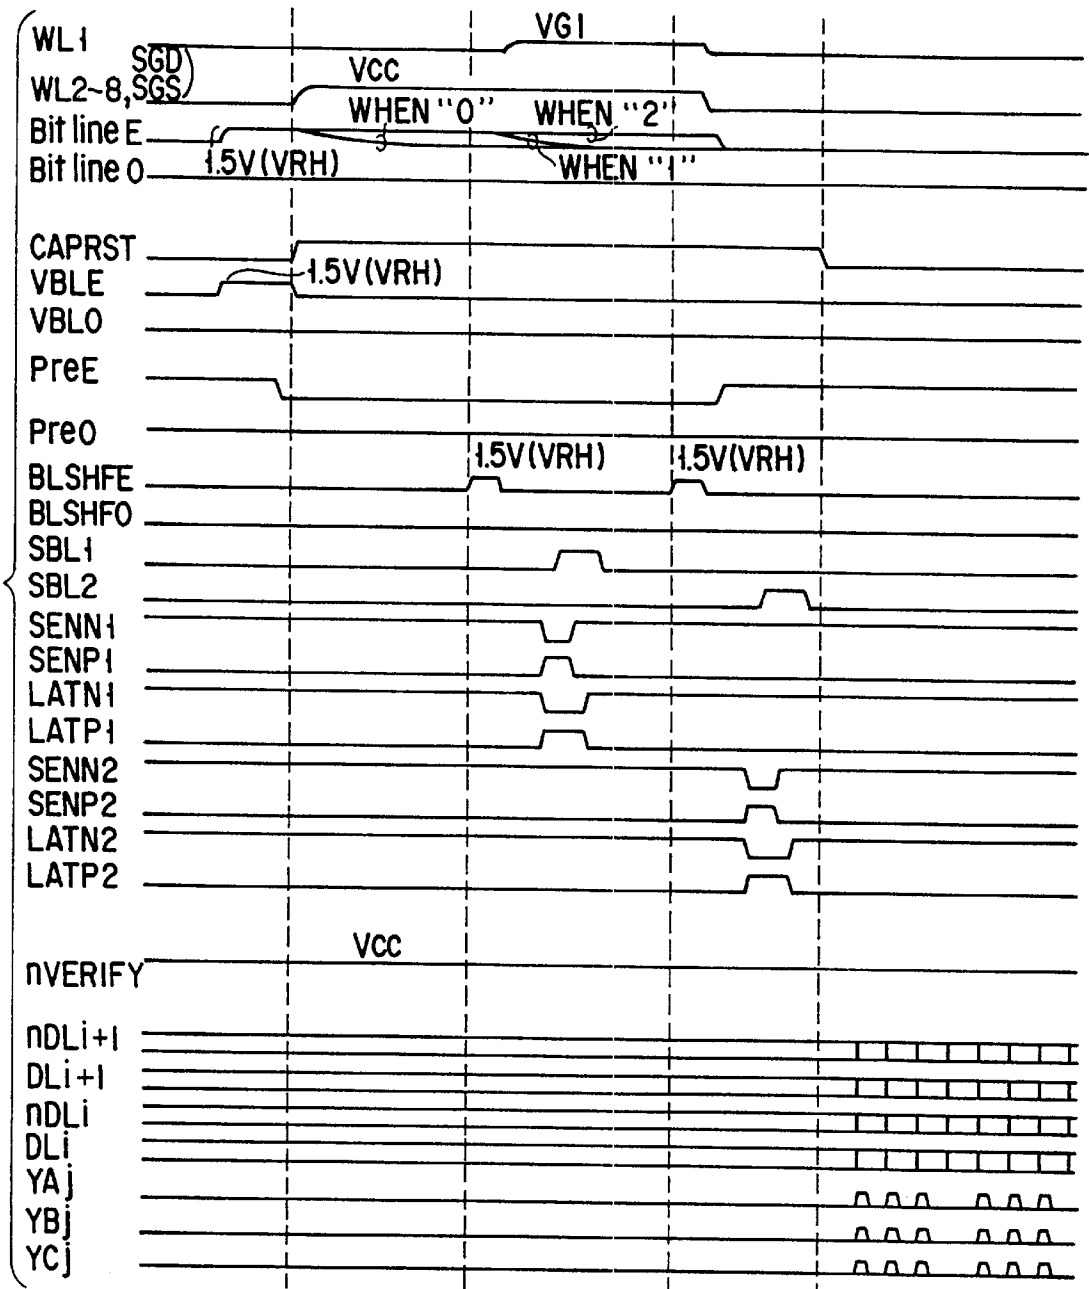 WL1
VG1
SGD
WL2~8,SGS)
VCC
WHEN "0"
WHEN "2'
Bit line E
1.5V(VRH)
WHEN "1"
Bit line O
CAPRST
1.5V(VRH)
VBLE
VBLO
PreE
PreO
1.5V(VRH)
1.5V(VRH)
BLSHFE
BLSHFO
SBL1
SBL2
SENN1
SENP1
LATN1
LATP1
SENN2
SENP2
LATN2
LATP2
VCC
nVERIFY
nDLi+1
DLi+1
nDLi
DLi
YAj
YBj
YCj